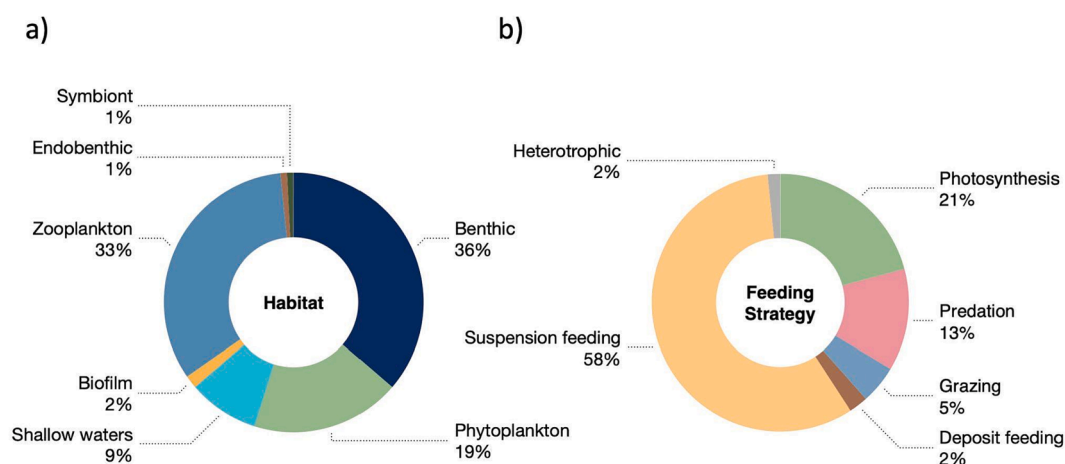 a)
Symbiont
1%
Endobenthic
1%
Zooplankton
33%
Benthic
36%
Habitat
Biofilm
2%
Shallow waters
9%
Phytoplankton
19%
b)
Heterotrophic
2%
Photosynthesis
21%
Feeding
Strategy
Predation
13%
Suspension feeding
58%
Grazing
5%
Deposit feeding
2%